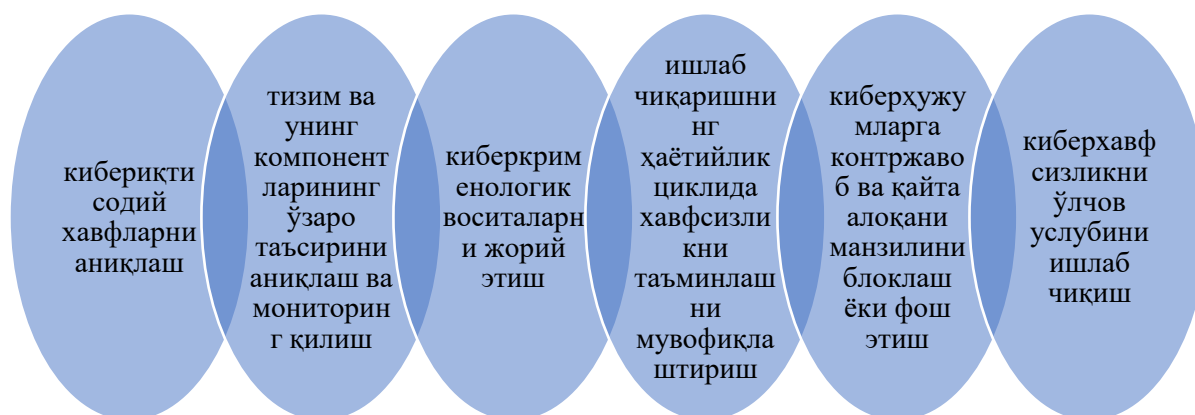 кибериқти
содий
хавфларни
аниқлаш
тизим ва
унинг
компонент
ларининг
ўзаро
таъсирини
аниқлаш ва
мониторин
г қилиш
киберкрим
енологик
воситаларн
и жорий
этиш
ишлаб
чиқаришни
нг
ҳаётийлик
циклида
хавфсизли
кни
таъминлаш
ни
мувофиқла
штириш
киберҳужу
мларга
контржаво
б ва қайта
алоқани
манзилини
блоклаш
ёки фош
этиш
киберхавф
сизликни
ўлчов
услубини
ишлаб
чиқиш